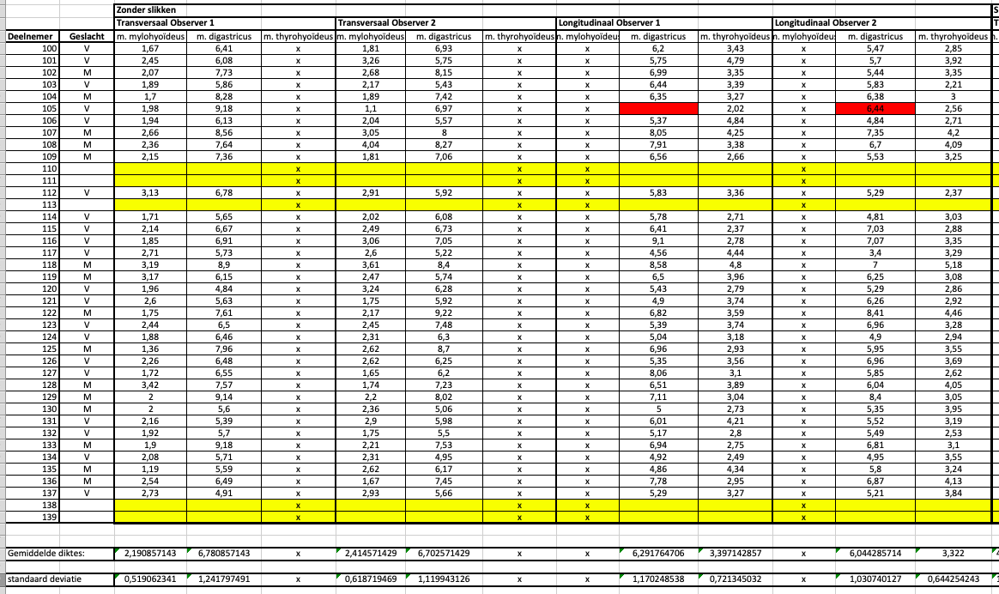 Zonder slikken S
Transversaal Observer 1 Transversaal Observer 2 Longitudinaal Observer 1 Longitudinaal Observer 2 T
Deelnemer Geslacht m. mylohyoïdeus m. digastricus m. thyrohyoïdeus m. mylohyoïdeus m. digastricus m. thyrohyoïdeus n. mylohyoïdeu: m. digastricus m. thyrohyoïdeus n. mylohyoïdeu: m. digastricus m. thyrohyoïdeus
100 V 1,67 6,41 x 1,81 6,93 x x 6,2 3,43 x 5,47 2,85
101 V 2,45 6,08 x 3,26 5,75 x x 5,75 4,79 x 5,7 3,92
102 M 2,07 7,73 x 2,68 8,15 x x 6,99 3,35 x 5,44 3,35
103 V 1,89 5,86 x 2,17 5,43 x x 6,44 3,39 x 5,83 2,21
104 M 1,7 8,28 x 1,89 7,42 x x 6,35 3,27 x 6,38 3
105 V 1,98 9,18 x 1,1 6,97 x x 2,02 x 6,44 2,56
106 V 1,94 6,13 x 2,04 5,57 x x 5,37 4,84 x 4,84 2,71
107 M 2,66 8,56 x 3,05 8 x x 8,05 4,25 x 7,35 4,2
108 M 2,36 7,64 x 4,04 8,27 x x 7,91 3,38 x 6,7 4,09
109 M 2,15 7,36 x 1,81 7,06 x x 6,56 2,66 x 5,53 3,25
110 x x x x
111 x x x x
112 V 3,13 6,78 x 2,91 5,92 x x 5,83 3,36 x 5,29 2,37
113 x x x x
114 V 1,71 5,65 x 2,02 6,08 x x 5,78 2,71 x 4,81 3,03
115 V 2,14 6,67 x 2,49 6,73 x x 6,41 2,37 x 7,03 2,88
116 V 1,85 6,91 x 3,06 7,05 x x 9,1 2,78 x 7,07 3,35
117 V 2,71 5,73 x 2,6 5,22 x x 4,56 4,44 x 3,4 3,29
118 M 3,19 8,9 x 3,61 8,4 x x 8,58 4,8 x 7 5,18
119 M 3,17 6,15 x 2,47 5,74 x x 6,5 3,96 x 6,25 3,08
120 V 1,96 4,84 x 3,24 6,28 x x 5,43 2,79 x 5,29 2,86
121 V 2,6 5,63 x 1,75 5,92 x x 4,9 3,74 x 6,26 2,92
122 M 1,75 7,61 x 2,17 9,22 x x 6,82 3,59 x 8,41 4,46
123 V 2,44 6,5 x 2,45 7,48 x x 5,39 3,74 x 6,96 3,28
124 V 1,88 6,46 x 2,31 6,3 x x 5,04 3,18 x 4,9 2,94
125 M 1,36 7,96 x 2,62 8,7 x x 6,96 2,93 x 5,95 3,55
126 V 2,26 6,48 x 2,62 6,25 x x 5,35 3,56 x 6,96 3,69
127 V 1,72 6,55 x 1,65 6,2 x x 8,06 3,1 x 5,85 2,62
128 M 3,42 7,57 x 1,74 7,23 x x 6,51 3,89 x 6,04 4,05
129 M 2 9,14 x 2,2 8,02 x x 7,11 3,04 x 8,4 3,05
130 M 2 5,6 x 2,36 5,06 x x 5 2,73 x 5,35 3,95
131 V 2,16 5,39 x 2,9 5,98 x x 6,01 4,21 x 5,52 3,19
132 V 1,92 5,7 x 1,75 5,5 x x 5,17 2,8 x 5,49 2,53
133 M 1,9 9,18 x 2,21 7,53 x x 6,94 2,75 x 6,81 3,1
134 V 2,08 5,71 x 2,31 4,95 x x 4,92 2,49 x 4,95 3,55
135 M 1,19 5,59 x 2,62 6,17 x x 4,86 4,34 x 5,8 3,24
136 M 2,54 6,49 x 1,67 7,45 x x 7,78 2,95 x 6,87 4,13
137 V 2,73 4,91 x 2,93 5,66 x x 5,29 3,27 x 5,21 3,84
138 x x x x
139 x x x x
Gemiddelde diktes: 2,190857143 6,780857143 x 2,414571429 6,702571429 x x 6,291764706 3,397142857 x 6,044285714 3,322
standaard deviatie 0,519062341 1,241797491 x 0,618719469 1,119943126 x x 1,170248538 0,721345032 x 1,030740127 0,644254243